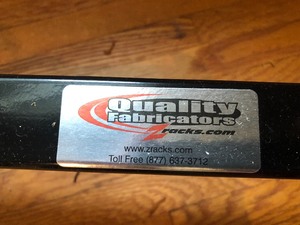 Quality
Fabricators
Zracks.com
www.zracks.com
Toll Free (877) 637-3712